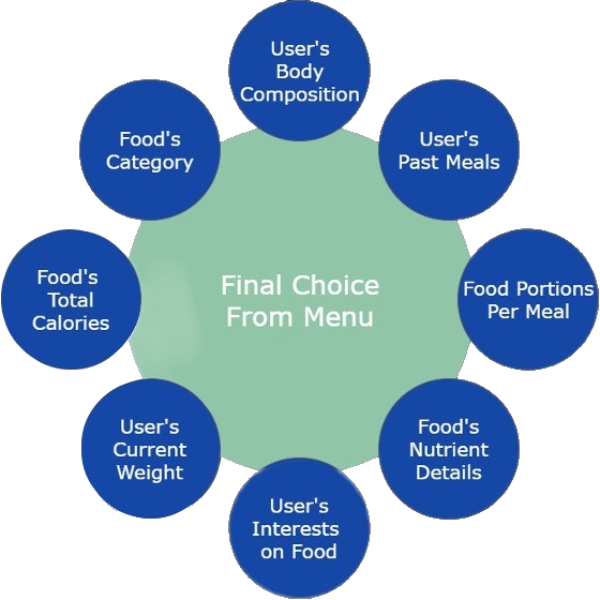 User's
Body
Composition
Food's
Category
User's
Past Meals
Food's
Total
Calories
Final Choice
From Menu
Food Portions
Per Meal
User's
Current
Weight
Food's
Nutrient
Details
User's
Interests
on Food